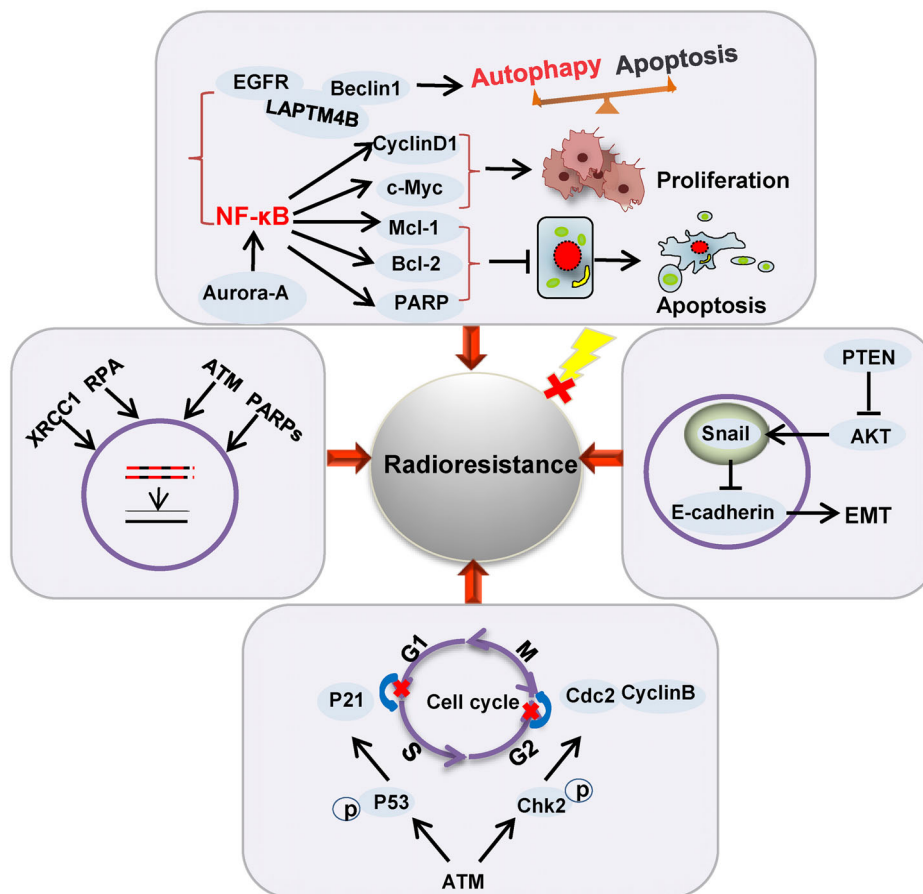 EGFR
Beclin1
LAPTM4B
Autophapy Apoptosis
CyclinD1
c-Myc
Proliferation
NF-κB
Mcl-1
Bcl-2
Aurora-A
PARP
Apoptosis
XRCC1 RPA ATM PARPs
Radioresistance
PTEN
AKT
Snail
E-cadherin
EMT
G1
M
P21
Cell cycle
Cdc2 CyclinB
S
G2
p P53
Chk2 p
ATM